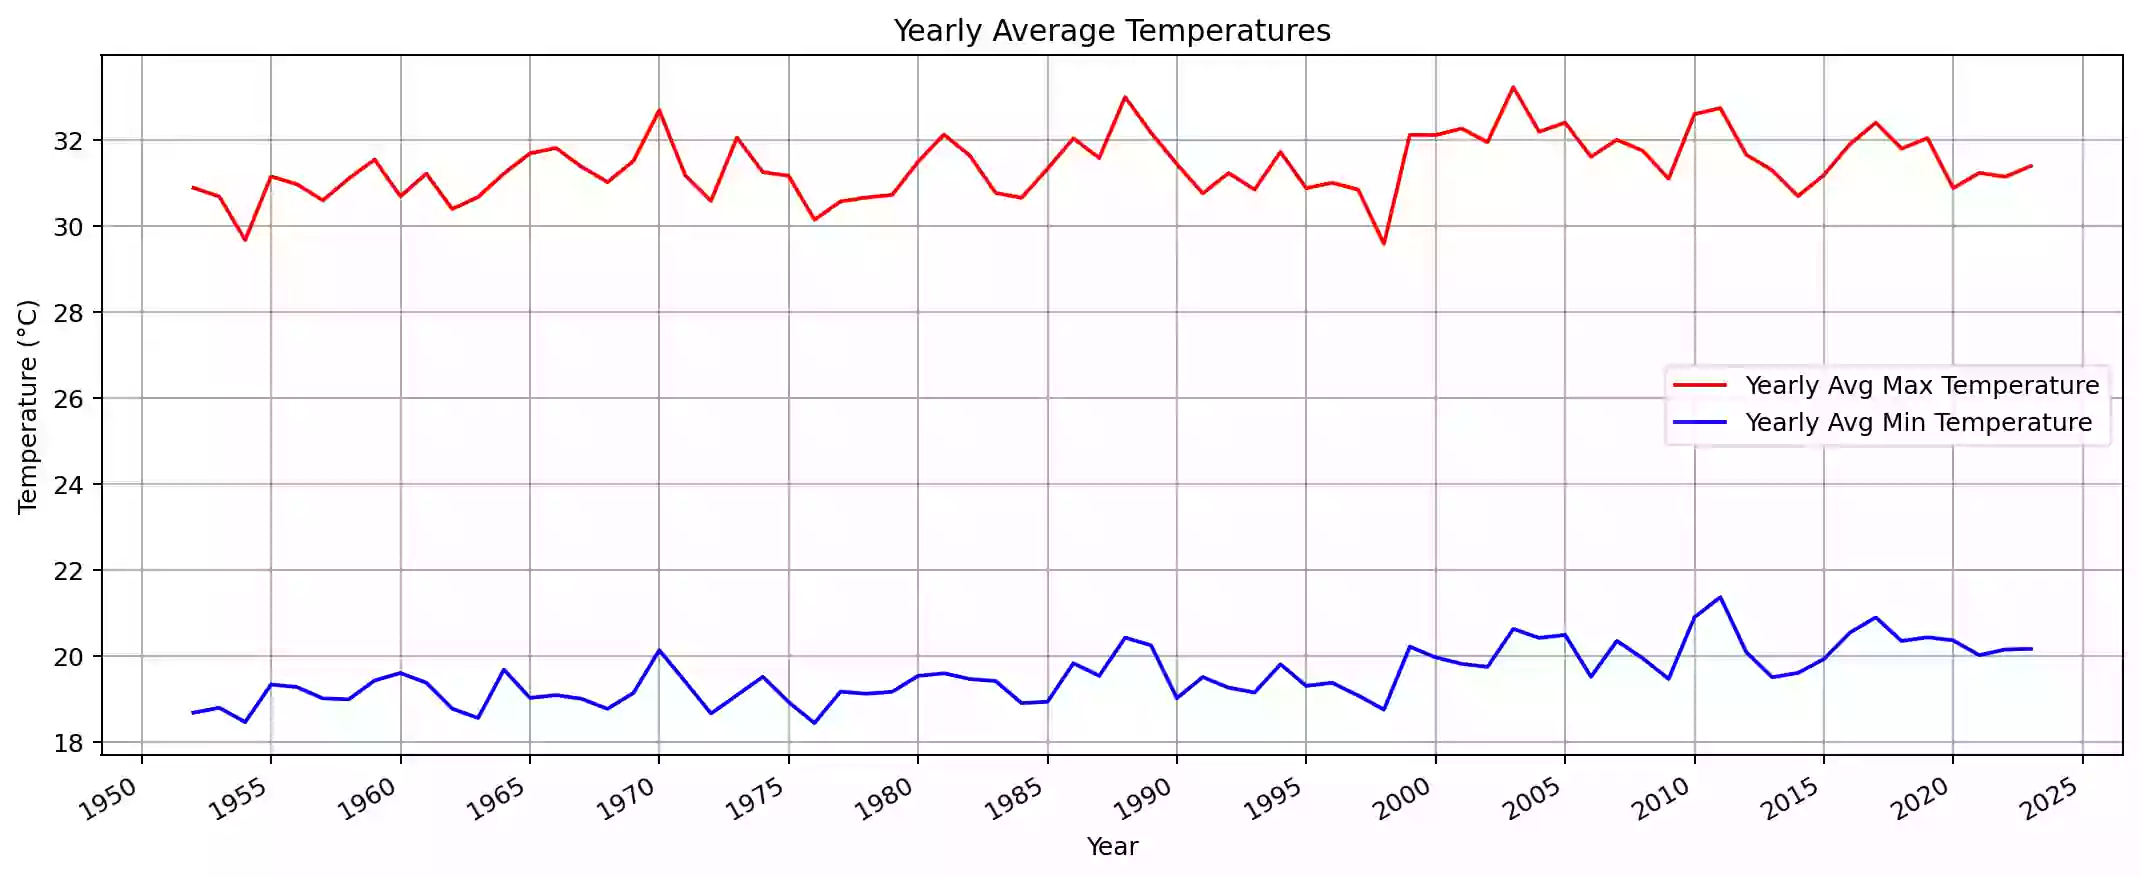 Yearly Average Temperatures
Temperature (°C)
32
30
28
26
24
22
20
18
Yearly Avg Max Temperature
Yearly Avg Min Temperature
1950 1955 1960 1965 1970 1975 1980 1985 1990 1995 2000 2005 2010 2015 2020 2025
Year